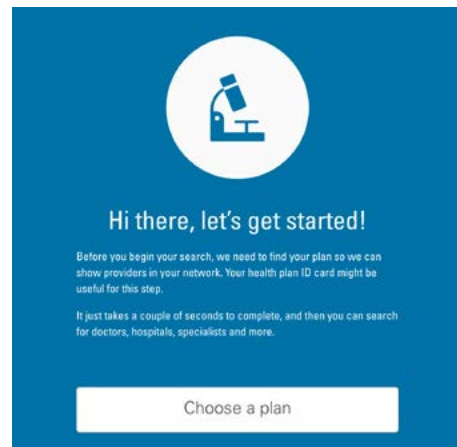 Hi there, let's get started!
Before you begin your search, we need to find your plan so we can
show providers in your network. Your health plan ID card might be
useful for this step.
It just takes a couple of seconds to complete, and then you can search
for doctors, hospitals, specialists and more.
Choose a plan